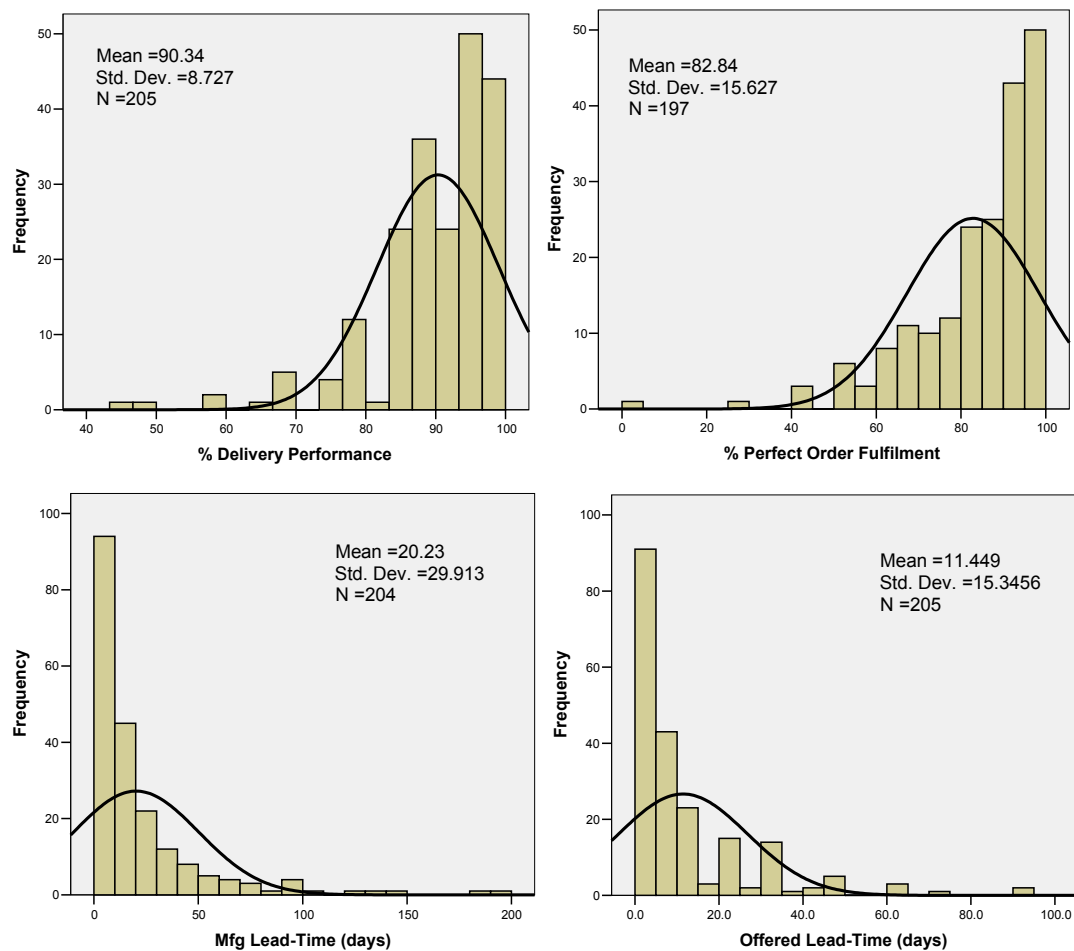 Mean =90.34
Std. Dev. =8.727
N =205
Frequency
50
40
30
20
10
0
40 50 60 70 80 90 100
% Delivery Performance
Mean =82.84
Std. Dev. =15.627
N =197
Frequency
50
40
30
20
10
0
0 20 40 60 80 100
% Perfect Order Fulfilment
Mean =20.23
Std. Dev. =29.913
N =204
Frequency
100
80
60
40
20
0
0 50 100 150 200
Mfg Lead-Time (days)
Mean =11.449
Std. Dev. =15.3456
N =205
Frequency
100
80
60
40
20
0
0.0 20.0 40.0 60.0 80.0 100.0
Offered Lead-Time (days)